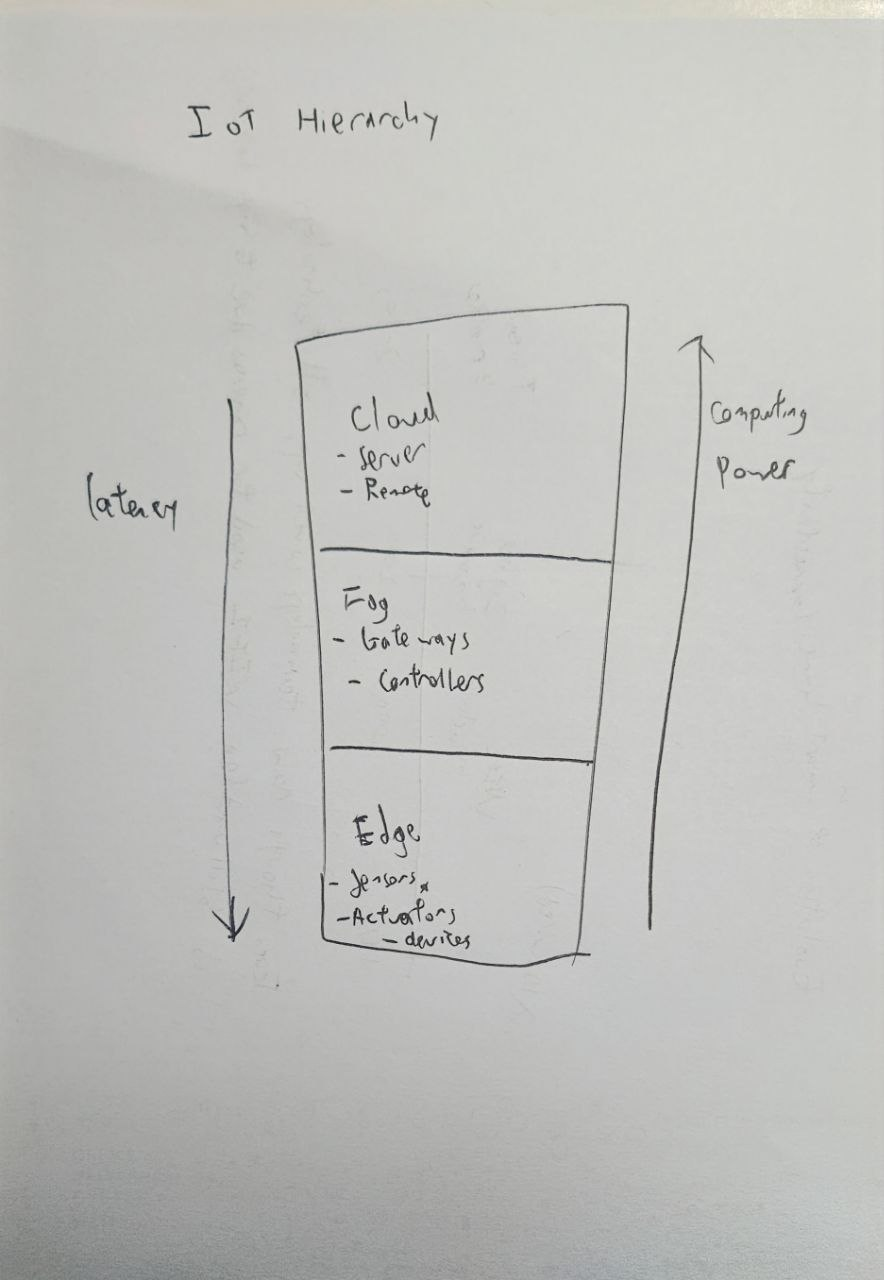 IoT Hierarchy
Cloud
- Server
- Remote
Computing
Power
latency
Fog
- Gateways
- Controllers
Edge
- Sensors
- Actuators
- devices